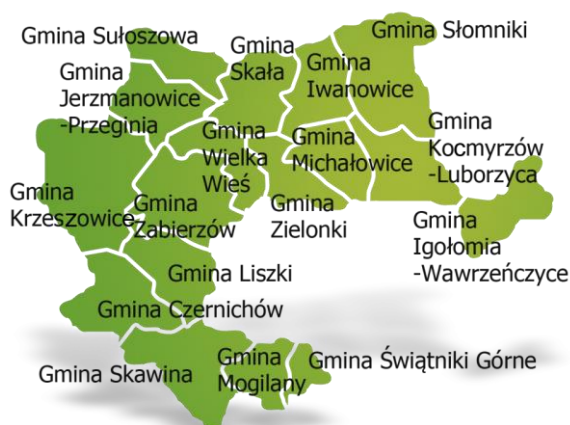 Gmina Sułoszowa
Gmina
Skała
Gmina Słomniki
Gmina
Jerzmanowice
-Przeginia
Gmina
Iwanowice
Gmina
Wielka
Wieś
Gmina
Michałowice
Gmina
Kocmyrzów
-Luborzyca
Gmina
Krzeszowice
Gmina
Zabierzów
Gmina
Zielonki
Gmina
Igołomia
-Wawrzeńczyce
Gmina Liszki
Gmina Czernichów
Gmina Skawina
Gmina
Mogilany
Gmina Świątniki Górne